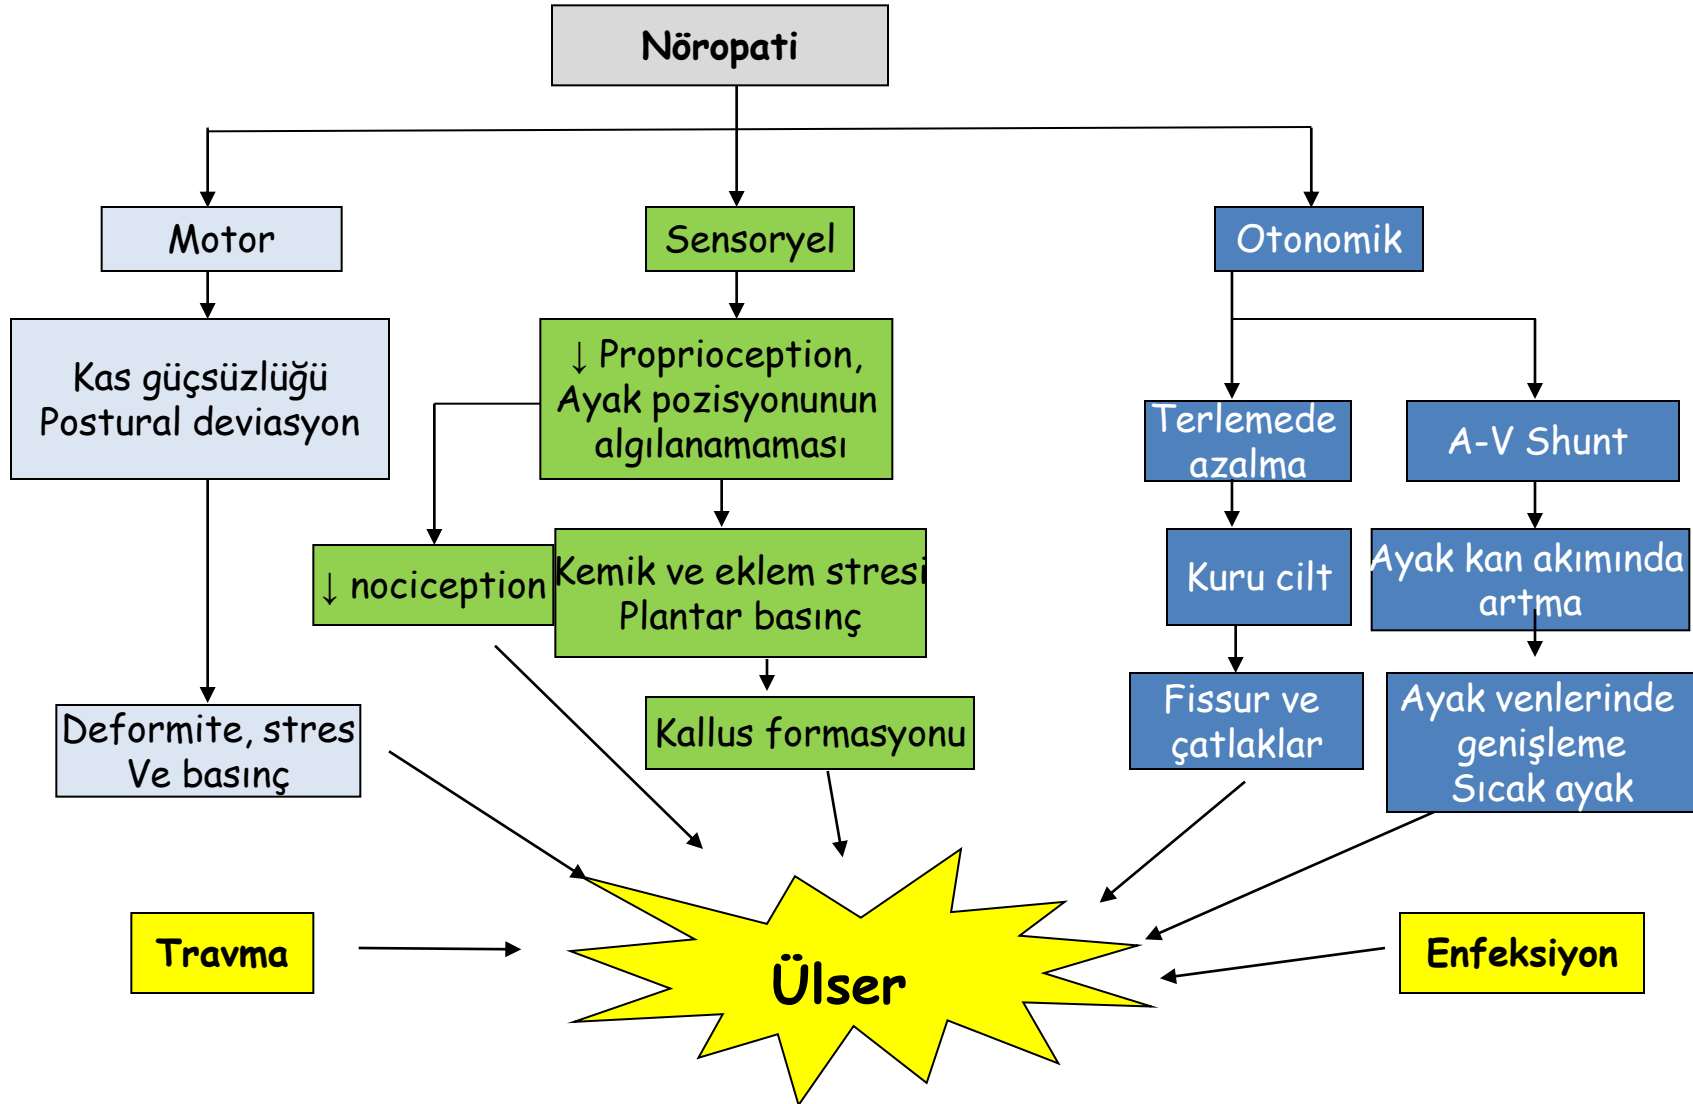 Nöropati
Motor
Sensoryel
Otonomik
Kas güçsüzlüğü
Postural deviasyon
↓ Proprioception,
Ayak pozisyonunun
algılanamaması
Terlemede
azalma
A-V Shunt
↓ nociception
Kemik ve eklem stresi
Plantar basınç
Kuru cilt
Ayak kan akımında
artma
Deformite, stres
Ve basınç
Kallus formasyonu
Fissur ve
çatlaklar
Ayak venlerinde
genişleme
Sıcak ayak
Travma
Ülser
Enfeksiyon